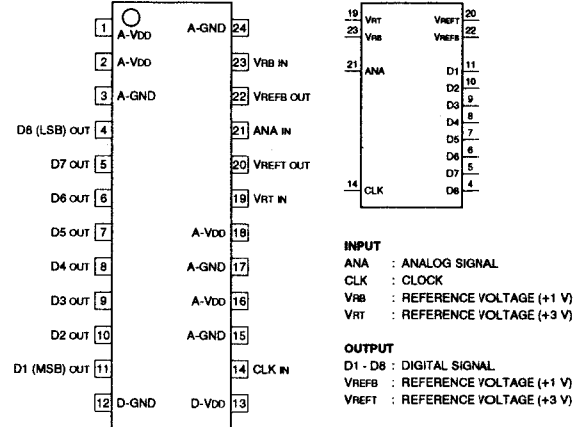 1 A-VDD A-GND 24
2 A-VDD 23 VRB IN
3 A-GND 22 VREFB OUT
D8 (LSB) OUT 4 21 ANA IN
D7 OUT 5 20 VREFT OUT
D6 OUT 6 19 VRT IN
D5 OUT 7 A-VDD 18
D4 OUT 8 A-GND 17
D3 OUT 9 A-VDD 16
D2 OUT 10 A-GND 15
D1 (MSB) OUT 11 14 CLK IN
12 D-GND D-VDD 13
19 VRT VREFT 20
23 VRB VREFB 22
21 ANA D1 11
D2 10
D3 9
D4 8
D5 7
D6 6
D7 5
14 CLK D8 4
INPUT
ANA : ANALOG SIGNAL
CLK : CLOCK
VRB : REFERENCE VOLTAGE (+1 V)
VRT : REFERENCE VOLTAGE (+3 V)
OUTPUT
D1 - D8 : DIGITAL SIGNAL
VREFB : REFERENCE VOLTAGE (+1 V)
VREFT : REFERENCE VOLTAGE (+3 V)